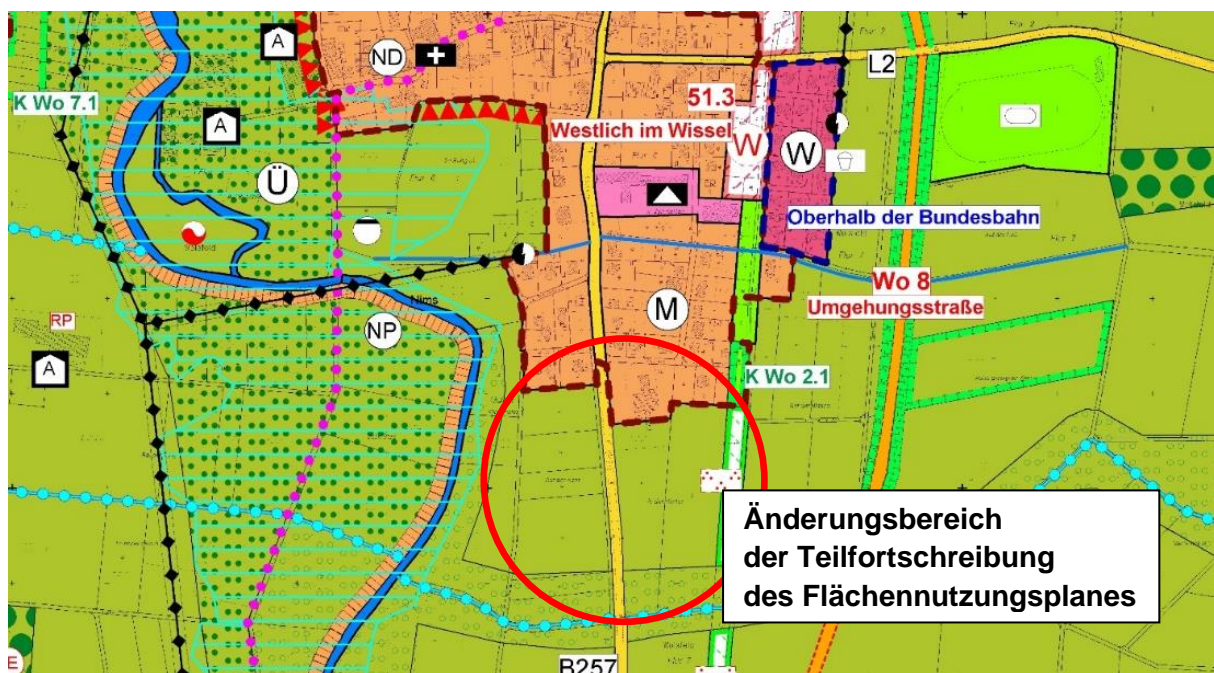 A
ND
L2
K Wo 7.1
51.3
Westlich im Wissel
A
W
W
Ü
Oberhalb der Bundesbahn
Wo 8
Umgehungsstraße
Nims
M
RP
NP
A
K Wo 2.1
Änderungsbereich
der Teilfortschreibung
des Flächennutzungsplanes
E
B257